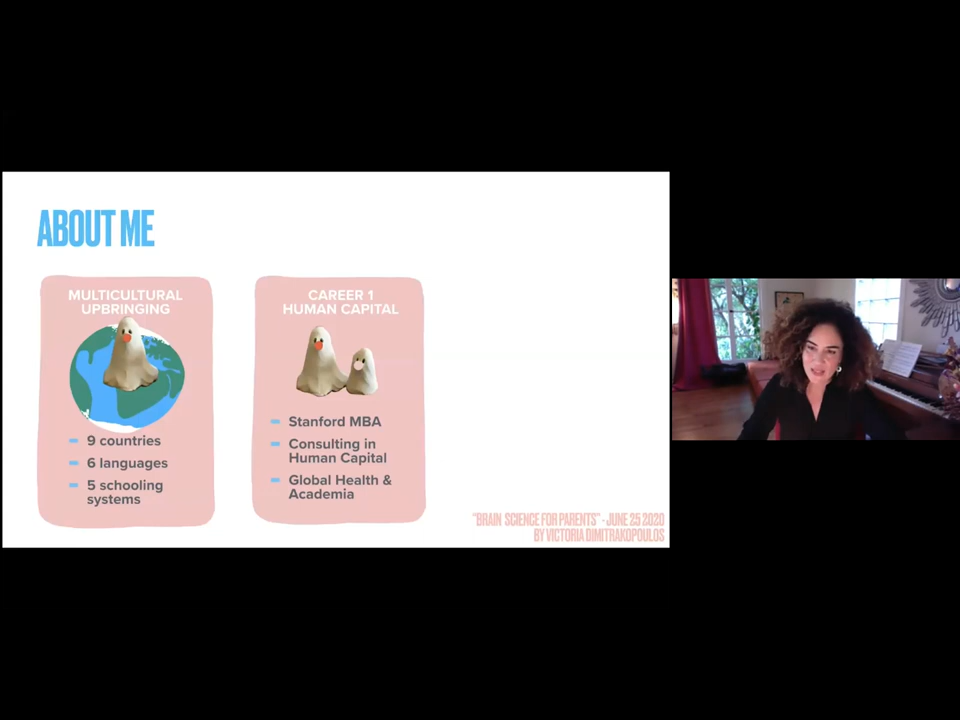 ABOUT ME
MULTICULTURAL
UPBRINGING
9 countries
6 languages
5 schooling
systems
CAREER 1
HUMAN CAPITAL
Stanford MBA
Consulting in
Human Capital
Global Health &
Academia
"BRAIN SCIENCE FOR PARENTS" - JUNE 25 2020
BY VICTORIA DIMITRAKOPOULOS